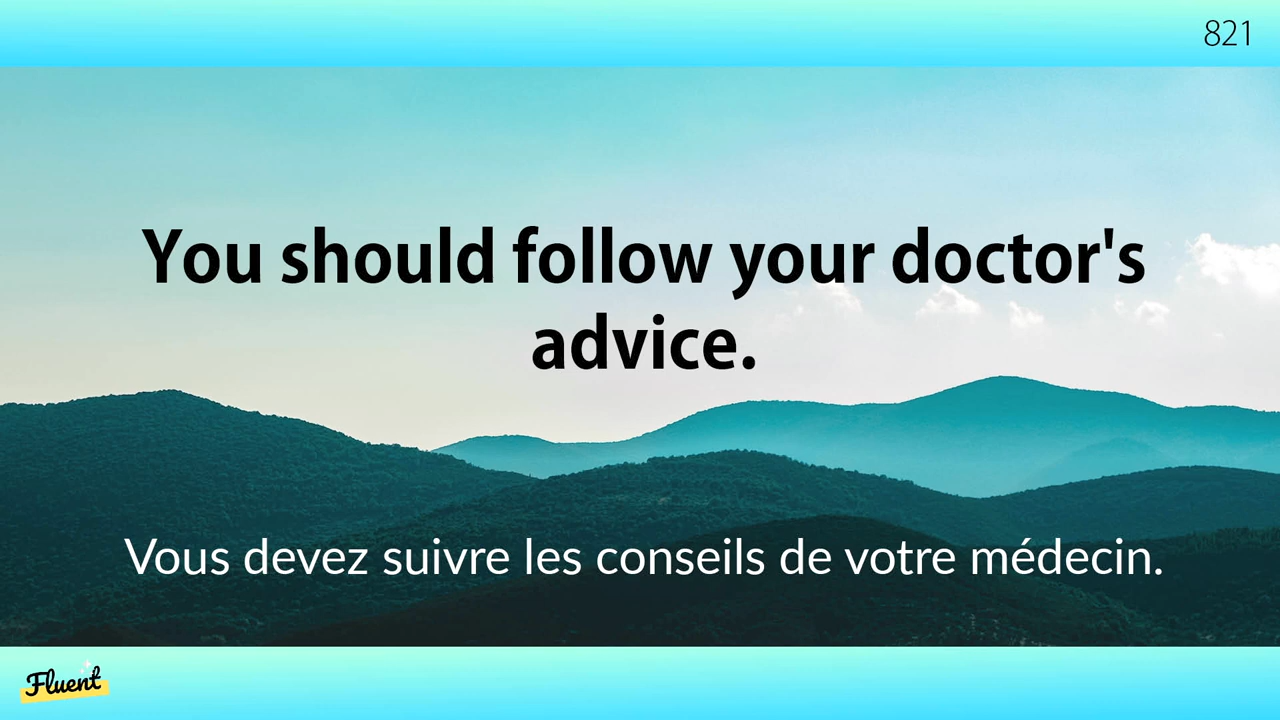 821
You should follow your doctor's
advice.
Vous devez suivre les conseils de votre médecin.
Fluent